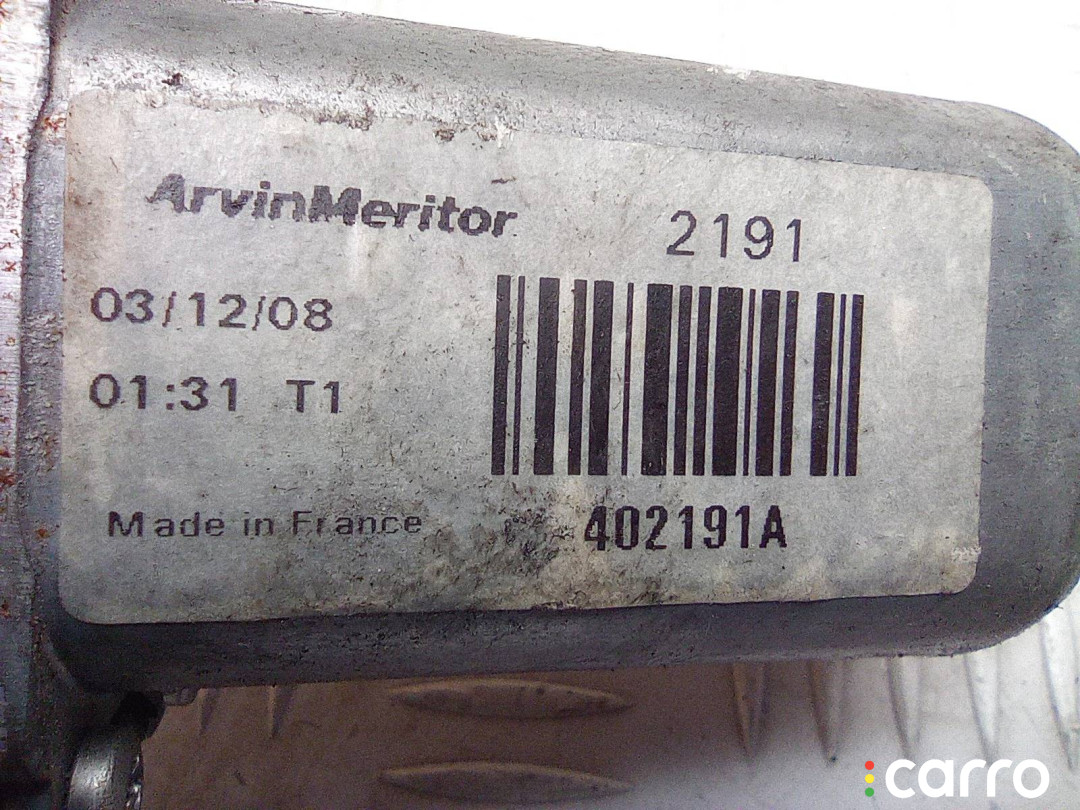 ArvinMeritor 2191
03/12/08
01:31 T1
Made in France 402191A
carro